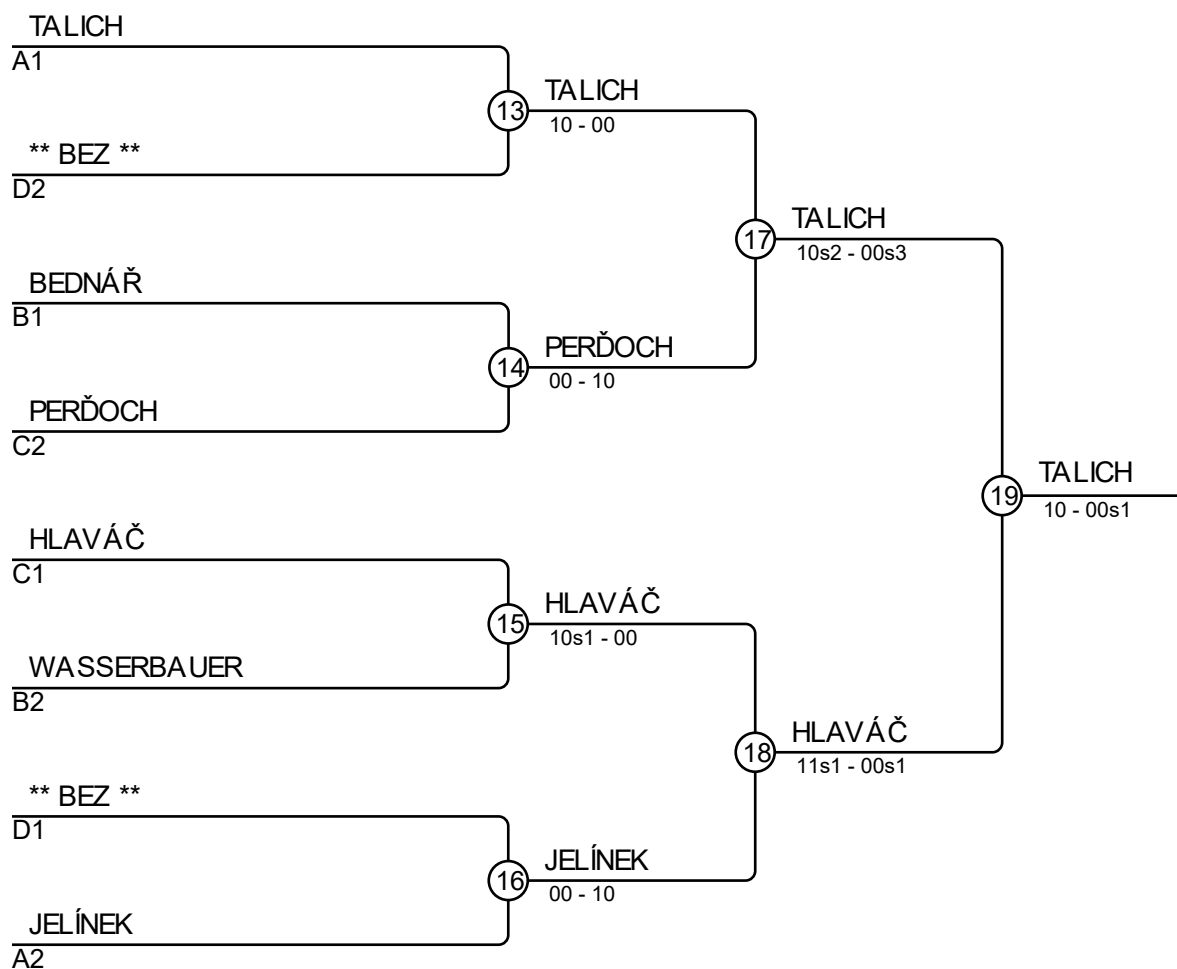 TALICH
A1
13
TALICH
10 - 00
** BEZ **
D2
17
TALICH
10s2 - 00s3
BEDNÁŘ
B1
14
PERĎOCH
00 - 10
PERĎOCH
C2
19
TALICH
10 - 00s1
HLAVÁČ
C1
15
HLAVÁČ
10s1 - 00
WASSERBAUER
B2
18
HLAVÁČ
11s1 - 00s1
** BEZ **
D1
16
JELÍNEK
00 - 10
JELÍNEK
A2